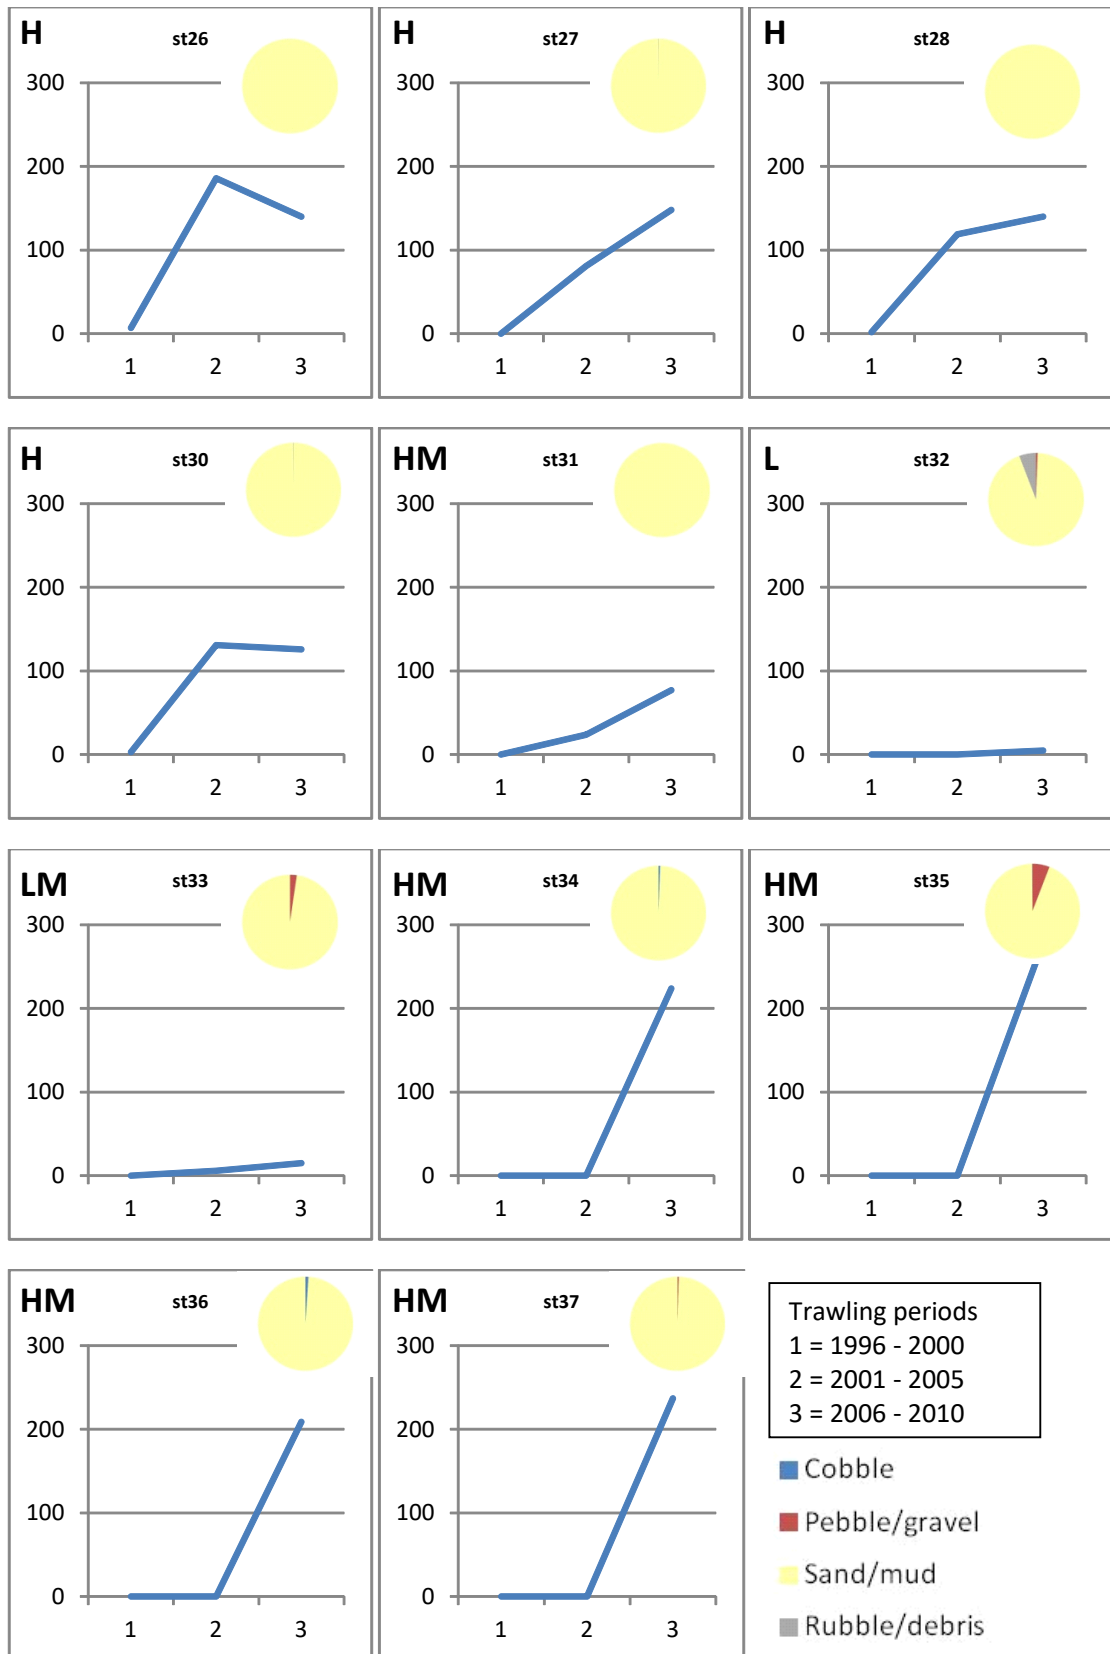 H st26
300
200
100
0
1 2 3
H st27
300
200
100
0
1 2 3
H st28
300
200
100
0
1 2 3
H st30
300
200
100
0
1 2 3
HM st31
300
200
100
0
1 2 3
L st32
300
200
100
0
1 2 3
LM st33
300
200
100
0
1 2 3
HM st34
300
200
100
0
1 2 3
HM st35
300
200
100
0
1 2 3
HM st36
300
200
100
0
1 2 3
HM st37
300
200
100
0
1 2 3
Trawling periods
1 = 1996 - 2000
2 = 2001 - 2005
3 = 2006 - 2010
Cobble
Pebble/gravel
Sand/mud
Rubble/debris